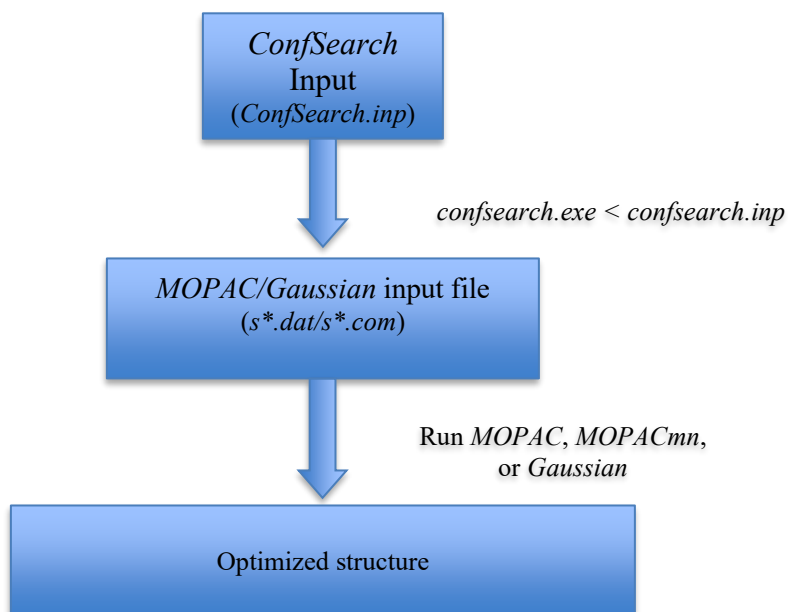 ConfSearch
Input
(ConfSearch.inp)
confsearch.exe < confsearch.inp
MOPAC/Gaussian input file
(s*.dat/s*.com)
Run MOPAC, MOPACmn,
or Gaussian
Optimized structure